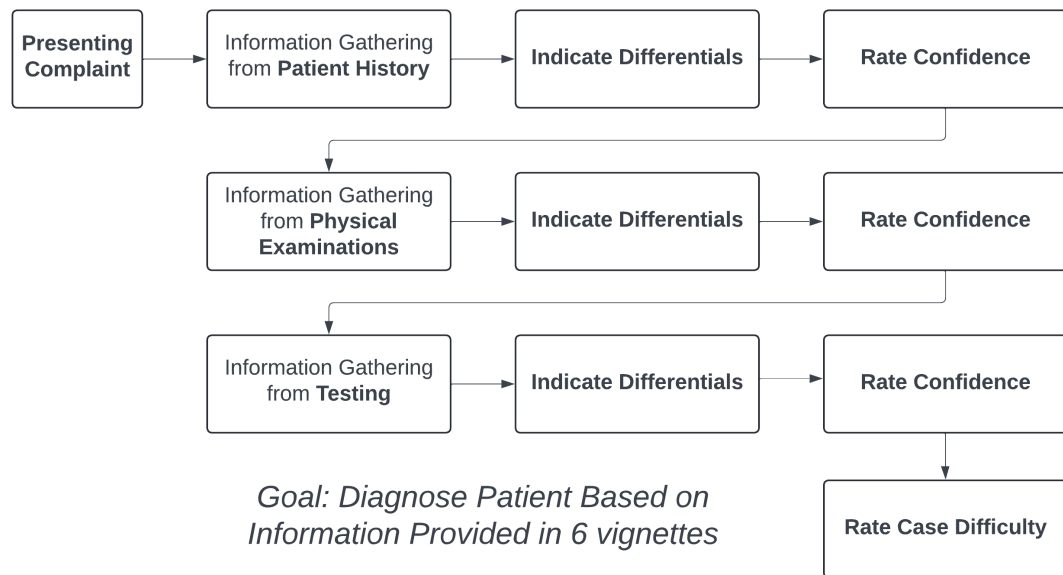 Presenting
Complaint
Information Gathering
from Patient History
Indicate Differentials
Rate Confidence
Information Gathering
from Physical
Examinations
Indicate Differentials
Rate Confidence
Information Gathering
from Testing
Indicate Differentials
Rate Confidence
Goal: Diagnose Patient Based on
Information Provided in 6 vignettes
Rate Case Difficulty